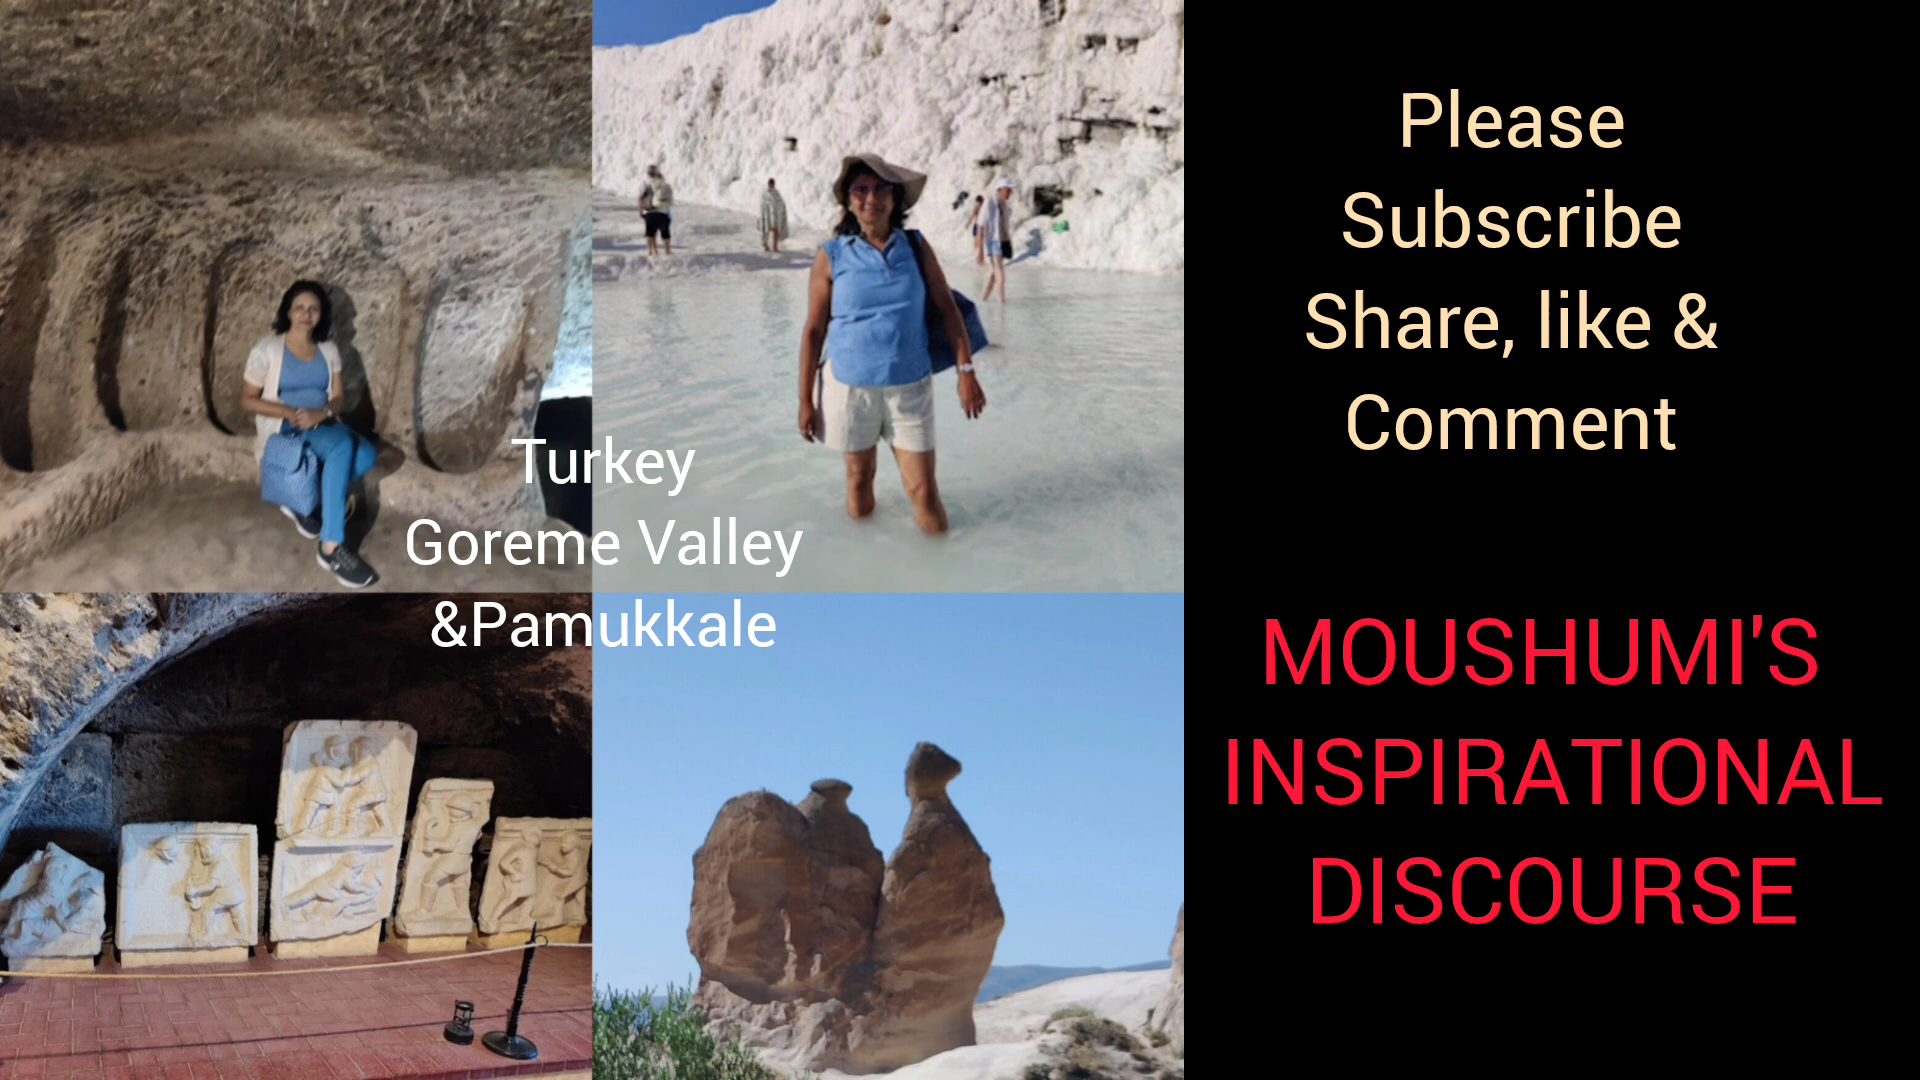 Turkey
Goreme Valley
&Pamukkale
Please
Subscribe
Share, like &
Comment
MOUSHUMI'S
INSPIRATIONAL
DISCOURSE